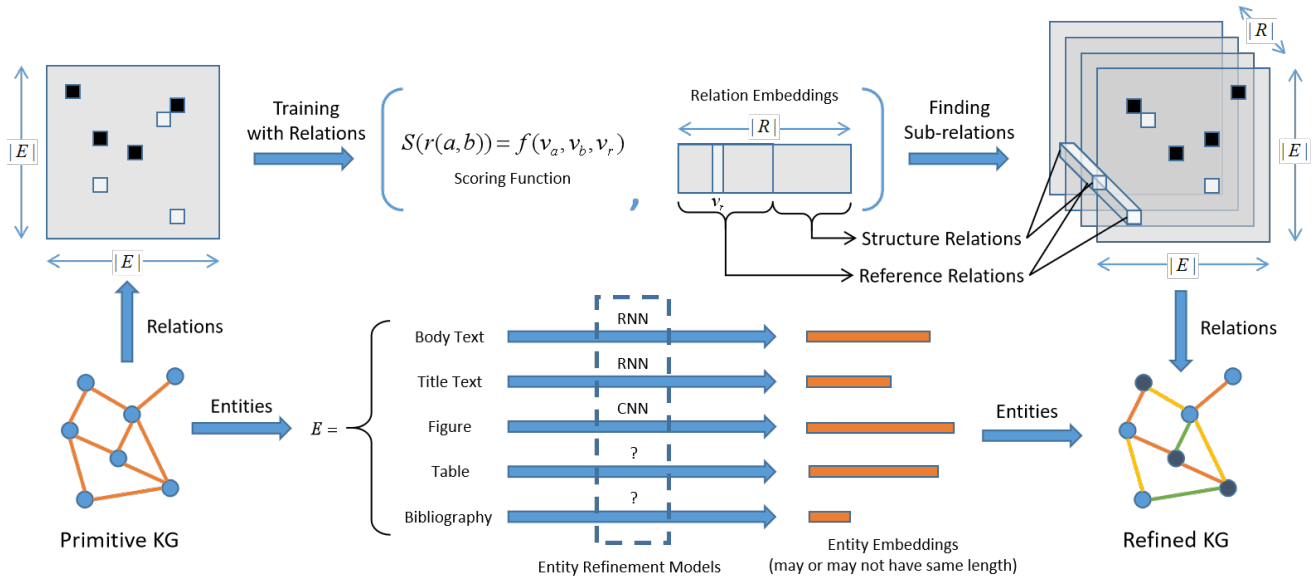 | E |
| E |
Training
with Relations
S(r(a,b)) = f(v_a, v_b, v_r)
Scoring Function
,
Relation Embeddings
| R |
v_r
Finding
Sub-relations
Structure Relations
Reference Relations
| R |
| E |
| E |
Relations
Relations
Primitive KG
Entities
E =
Body Text
Title Text
Figure
Table
Bibliography
RNN
RNN
CNN
?
?
Entity Refinement Models
Entity Embeddings
(may or may not have same length)
Entities
Refined KG